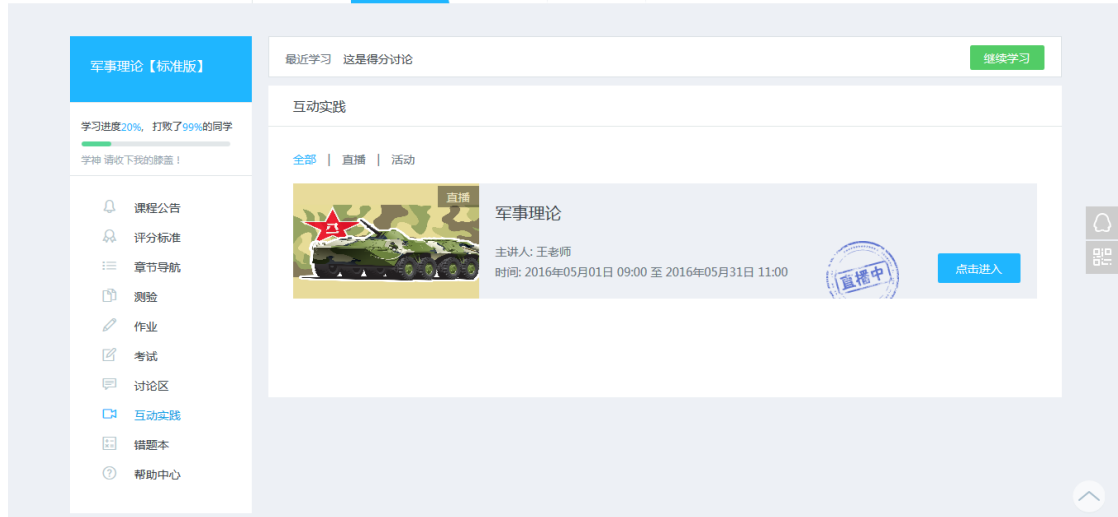 军事理论【标准版】
学习进度20%, 打败了99%的同学
学神 请收下我的膝盖！
课程公告
评分标准
章节导航
测验
作业
考试
讨论区
互动实践
错题本
帮助中心
最近学习 这是得分讨论
继续学习
互动实践
全部 | 直播 | 活动
直播
八一
军事理论
主讲人: 王老师
时间: 2016年05月01日 09:00 至 2016年05月31日 11:00
直播中
点击进入